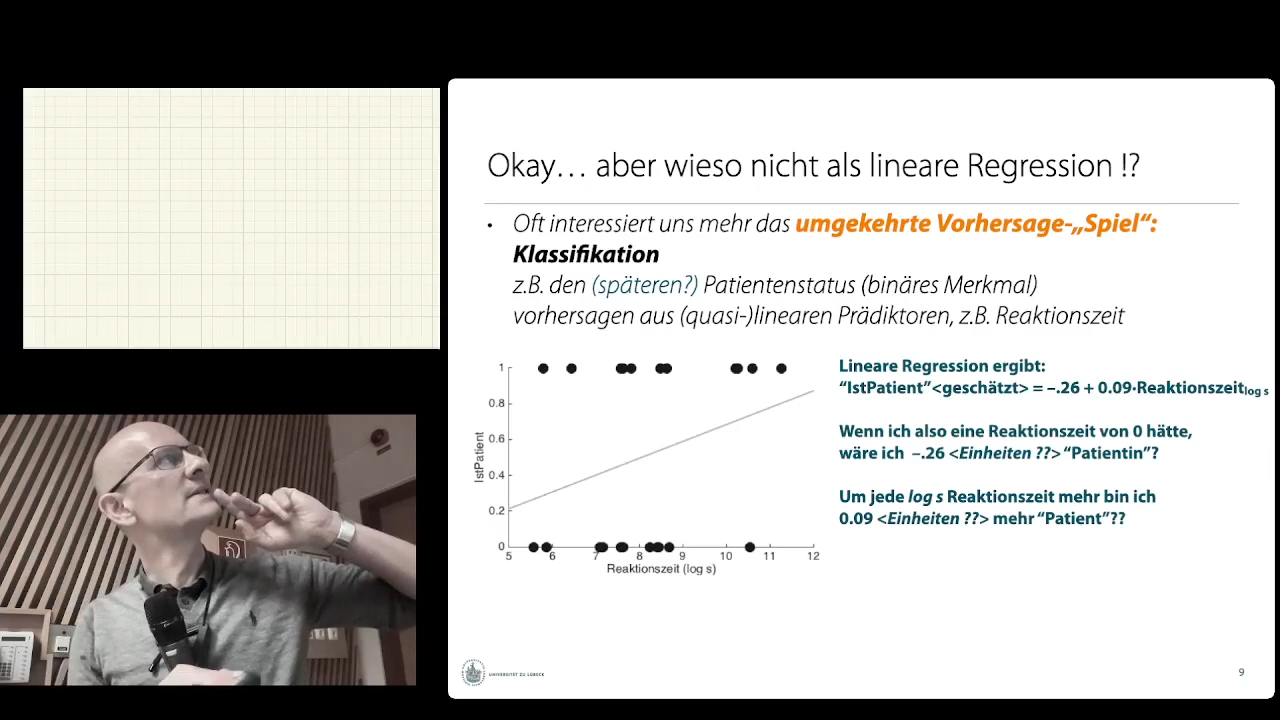 Okay… aber wieso nicht als lineare Regression !?
• Oft interessiert uns mehr das umgekehrte Vorhersage-„Spiel“:
Klassifikation
z.B. den (späteren?) Patientenstatus (binäres Merkmal)
vorhersagen aus (quasi-)linearen Prädiktoren, z.B. Reaktionszeit
1
0.8
0.6
0.4
0.2
0
IstPatient
5 6 7 8 9 10 11 12
Reaktionszeit (log s)
Lineare Regression ergibt:
“IstPatient”<geschätzt> = –.26 + 0.09·Reaktionszeitlog s
Wenn ich also eine Reaktionszeit von 0 hätte,
wäre ich –.26 <Einheiten ??> “Patientin”?
Um jede log s Reaktionszeit mehr bin ich
0.09 <Einheiten ??> mehr “Patient”??
UNIVERSITÄT ZU LÜBECK
9